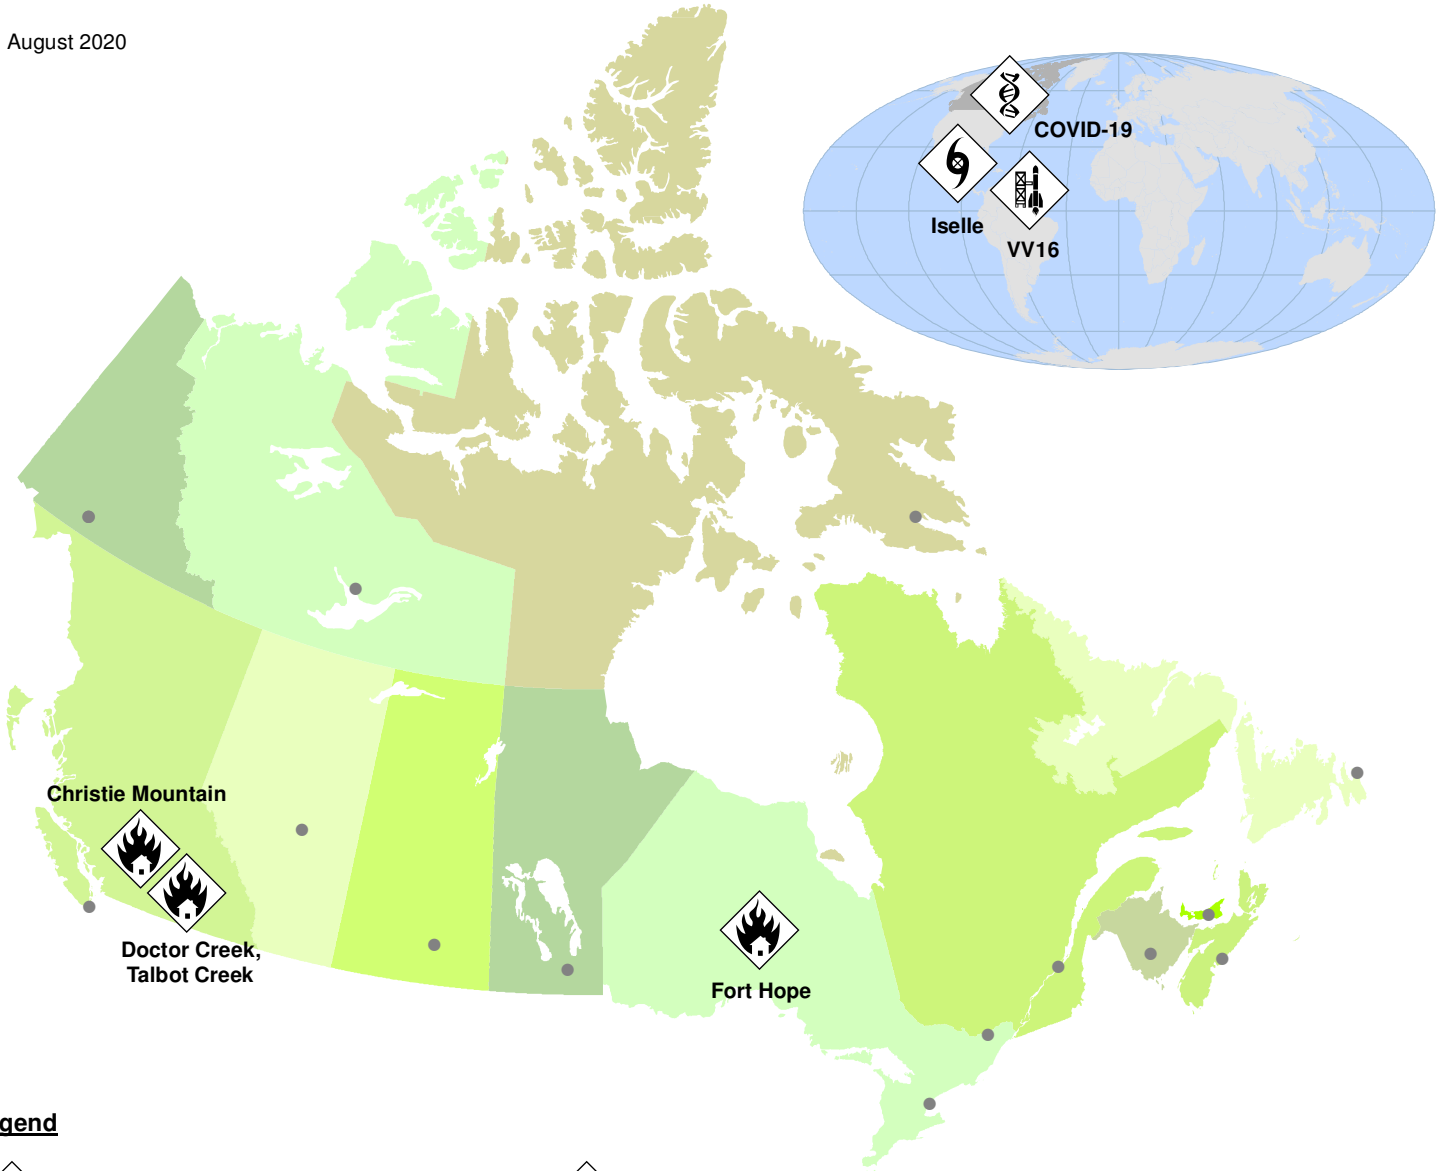 August 2020
COVID-19
Iselle
VV16
Christie Mountain
Doctor Creek,
Talbot Creek
Fort Hope
gend